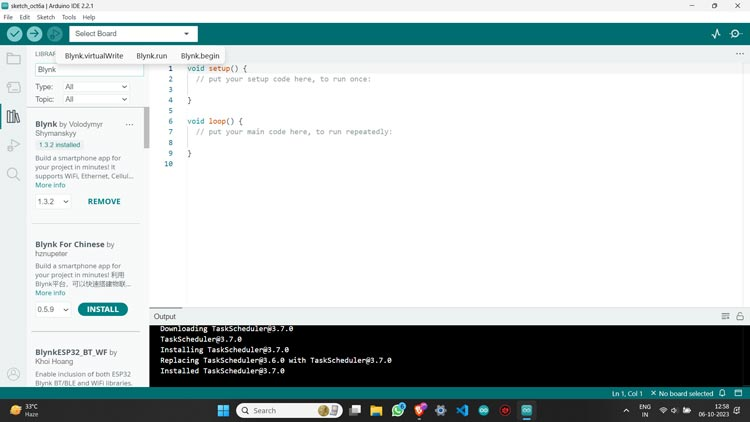 sketch_oct6a | Arduino IDE 2.2.1
File Edit Sketch Tools Help
Select Board
LIBRAR
Blynk.virtualWrite Blynk.run Blynk.begin
Blynk
Type: All
Topic: All
Blynk by Volodymyr
Shymanskyy
1.3.2 installed
Build a smartphone app for
your project in minutes! It
supports WiFi, Ethernet, Cellul...
More info
1.3.2 REMOVE
Blynk For Chinese by
hznupeter
Build a smartphone app for
your project in minutes! 利用
Blynk平台，可以快速搭建物联...
More info
0.5.9 INSTALL
BlynkESP32_BT_WF by
Khoi Hoang
Enable inclusion of both ESP32
Blynk BT/BLE and WiFi libraries.
1 void setup() {
2 // put your setup code here, to run once:
3
4 }
5
6 void loop() {
7 // put your main code here, to run repeatedly:
8
9 }
10
Output
Downloading TaskScheduler@3.7.0
TaskScheduler@3.7.0
Installing TaskScheduler@3.7.0
Replacing TaskScheduler@3.6.0 with TaskScheduler@3.7.0
Installed TaskScheduler@3.7.0
Ln 1, Col 1 No board selected
33°C
Haze
Search
ENG
IN
12:58
06-10-2023